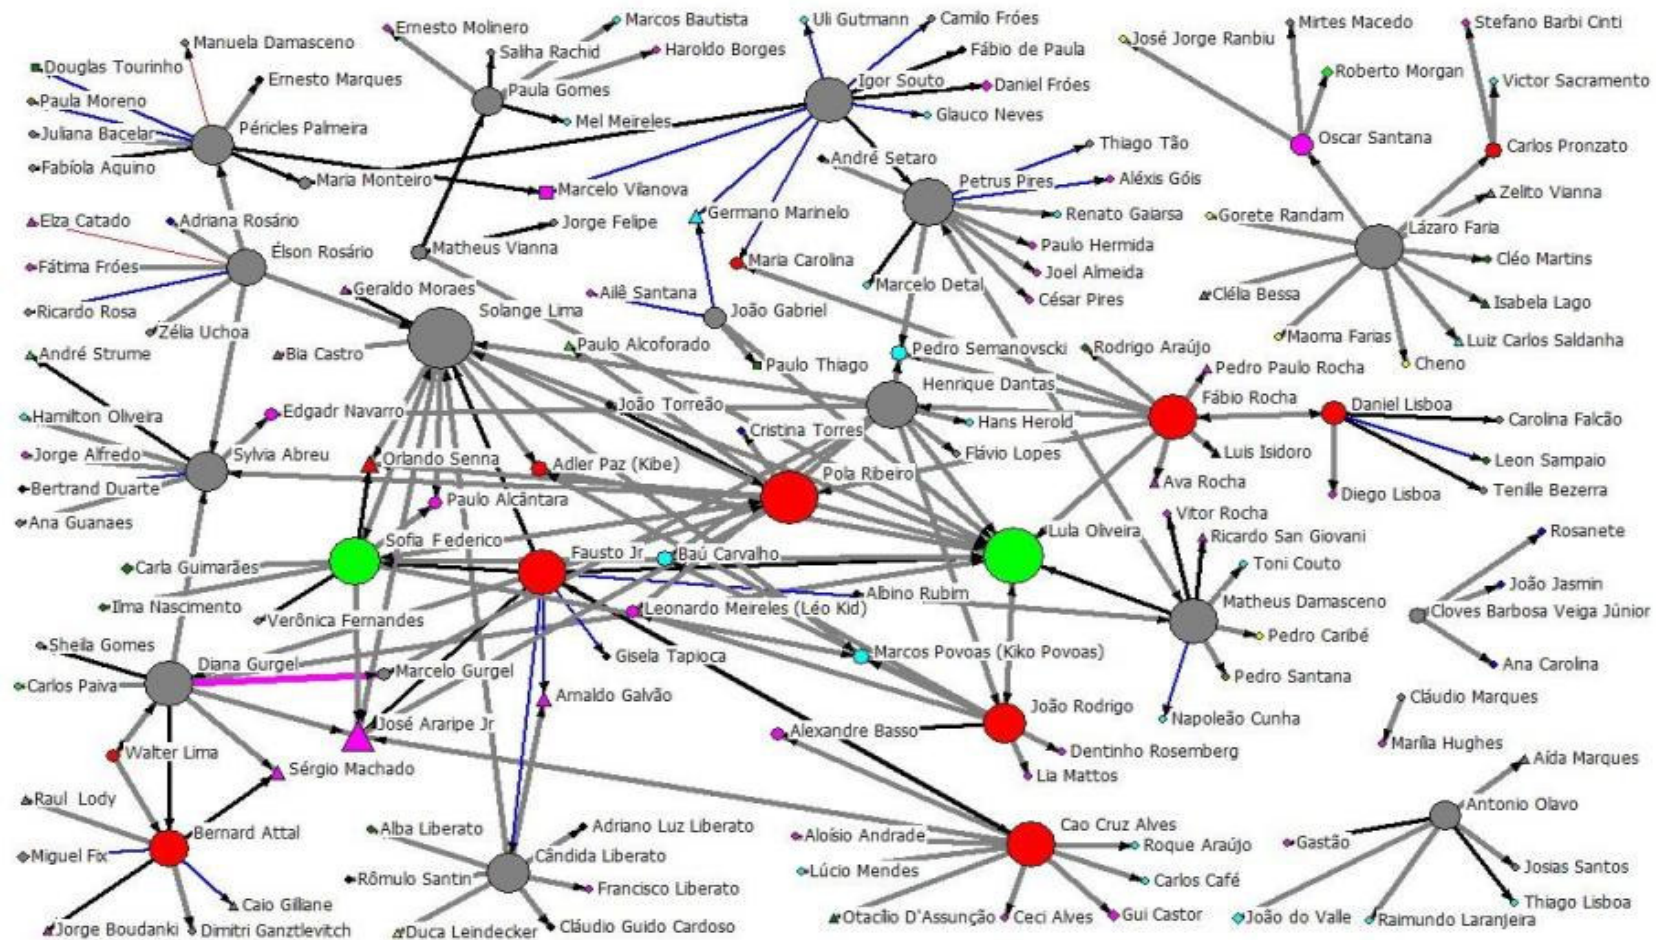 Ernesto Molinero
Marcos Bautista
Uli Gutmann
Camilo Fróes
Mirtes Macedo
Stefano Barbi Cinti
Manuela Damasceno
Saliha Rachid
Haroldo Borges
Fábio de Paula
José Jorge Ranbiu
Douglas Tourinho
Ernesto Marques
Paula Gomes
Igor Souto
Daniel Fróes
Roberto Morgan
Victor Sacramento
Paula Moreno
Péricles Palmeira
Mel Meireles
Glauco Neves
Oscar Santana
Carlos Pronzato
Juliana Bacelar
André Setaro
Thiago Tão
Fabíola Aquino
Maria Monteiro
Marcelo Vilanova
Petrus Pires
Aléxis Góis
Zelito Vianna
Elza Catado
Adriana Rosário
Jorge Felipe
Germano Marinelo
Renato Gaiarsa
Gorete Randam
Lázaro Faria
Élson Rosário
Matheus Vianna
Maria Carolina
Paulo Hermida
Cléo Martins
Fátima Fróes
Joel Almeida
Geraldo Moraes
Ailê Santana
Marcelo Detal
César Pires
Clélia Bessa
Isabela Lago
Ricardo Rosa
Solange Lima
João Gabriel
Zélia Uchoa
Maoma Farias
Luiz Carlos Saldanha
André Strume
Bia Castro
Paulo Alcoforado
Paulo Thiago
Pedro Semanovscki
Rodrigo Araújo
Cheno
Pedro Paulo Rocha
Henrique Dantas
Fábio Rocha
Daniel Lisboa
Hamilton Oliveira
Edgadr Navarro
João Torreão
Hans Herold
Carolina Falcão
Cristina Torres
Jorge Alfredo
Sylvia Abreu
Orlando Senna
Adler Paz (Kibe)
Flávio Lopes
Luis Isidoro
Leon Sampaio
Pola Ribeiro
Bertrand Duarte
Paulo Alcântara
Ava Rocha
Diego Lisboa
Tenille Bezerra
Ana Guanaes
Vitor Rocha
Lula Oliveira
Rosanete
Sofia Federico
Fausto Jr
Baú Carvalho
Ricardo San Giovani
Carla Guimarães
Toni Couto
João Jasmin
Albino Rubim
Matheus Damasceno
Cloves Barbosa Veiga Júnior
Ilma Nascimento
Verônica Fernandes
Leonardo Meireles (Léo Kid)
Pedro Caribé
Sheila Gomes
Diana Gurgel
Marcelo Gurgel
Gisela Tapioca
Marcos Povoas (Kiko Povoas)
Ana Carolina
Carlos Paiva
Pedro Santana
Arnaldo Galvão
Cláudio Marques
José Araripe Jr
João Rodrigo
Napoleão Cunha
Walter Lima
Alexandre Basso
Dentinho Rosemberg
Marília Hughes
Sérgio Machado
Lia Mattos
Aída Marques
Raul Lody
Antonio Olavo
Bernard Attal
Alba Liberato
Adriano Luz Liberato
Aloísio Andrade
Cao Cruz Alves
Roque Araújo
Gastão
Miguel Fix
Cândida Liberato
Lúcio Mendes
Josias Santos
Rômulo Santin
Francisco Liberato
Carlos Café
Caio Gilliane
Otacílio D'Assunção
Ceci Alves
Gui Castor
João do Valle
Raimundo Laranjeira
Thiago Lisboa
Jorge Boudanki
Dimitri Ganztlevitch
Duca Leindecker
Cláudio Guido Cardoso